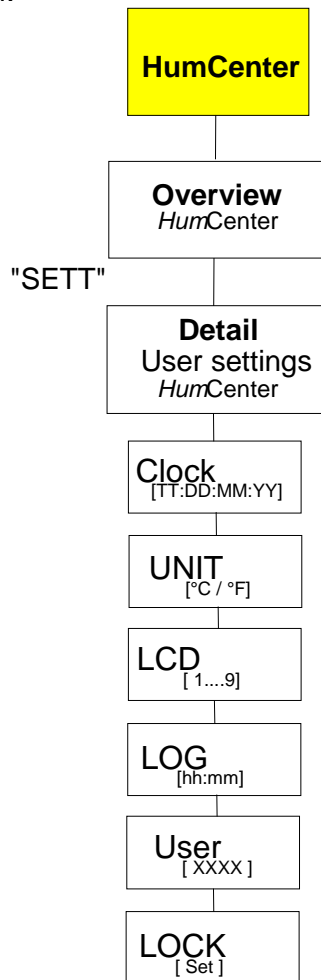 HumCenter
Overview
HumCenter
"SETT"
Detail
User settings
HumCenter
Clock
[TT:DD:MM:YY]
UNIT
[°C / °F]
LCD
[ 1....9]
LOG
[hh:mm]
User
[ XXXX ]
LOCK
[ Set ]